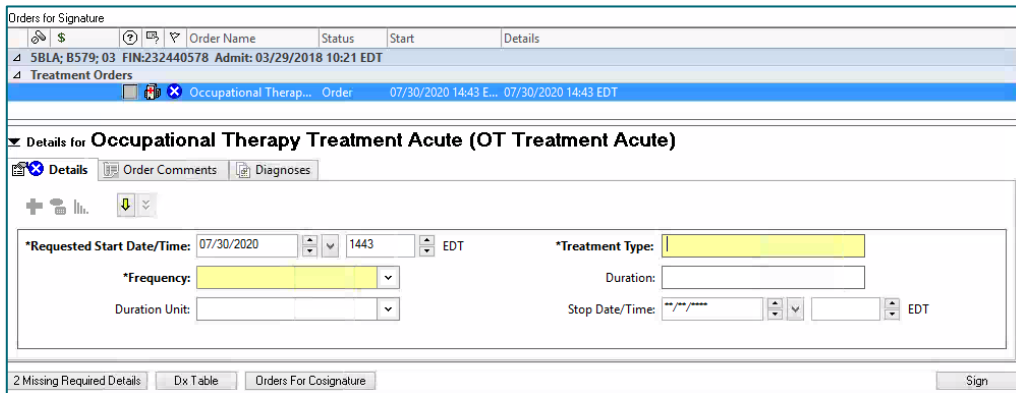 Orders for Signature
$ Order Name Status Start Details
5BLA; B579; 03 FIN:232440578 Admit: 03/29/2018 10:21 EDT
Treatment Orders
Occupational Therap... Order 07/30/2020 14:43 E... 07/30/2020 14:43 EDT
Details for Occupational Therapy Treatment Acute (OT Treatment Acute)
Details Order Comments Diagnoses
*Requested Start Date/Time: 07/30/2020 1443 EDT *Treatment Type:
*Frequency: Duration:
Duration Unit: Stop Date/Time: **/**/**** EDT
2 Missing Required Details Dx Table Orders For Cosignature Sign